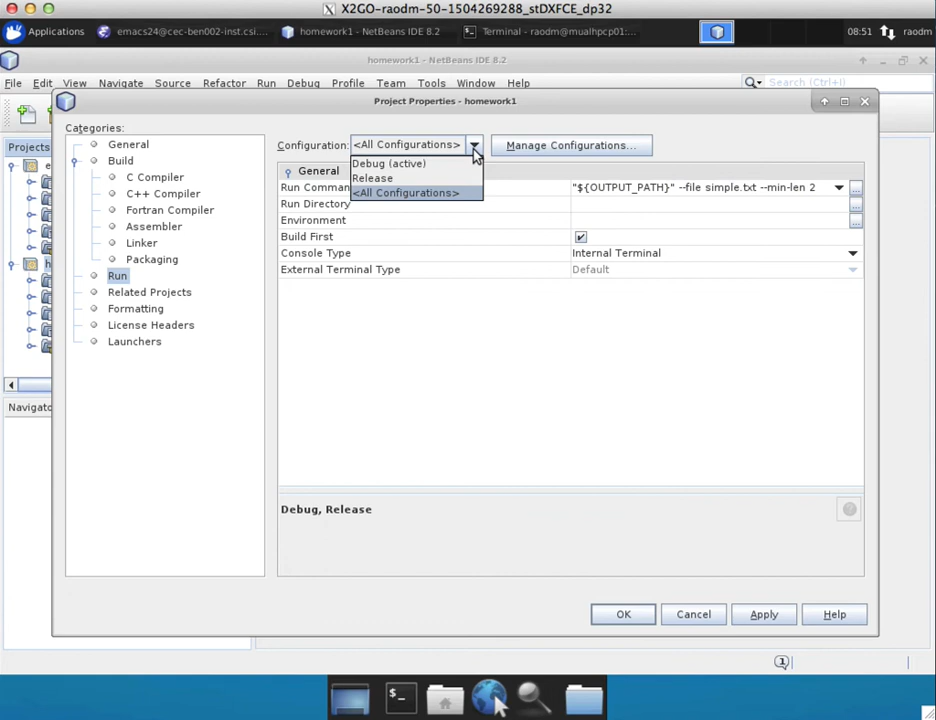 X2GO-raodm-50-1504269288_stDXFCE_dp32
Applications
emacs24@cec-ben002-inst.csi....
homework1 - NetBeans IDE 8.2
Terminal - raodm@mualhpcp01:...
08:51
raodm
homework1 - NetBeans IDE 8.2
File Edit View Navigate Source Refactor Run Debug Profile Team Tools Window Help
Search (Ctrl+I)
Project Properties - homework1
Projects
Categories:
General
Build
C Compiler
C++ Compiler
Fortran Compiler
Assembler
Linker
Packaging
Run
Related Projects
Formatting
License Headers
Launchers
Configuration: <All Configurations> Manage Configurations...
Debug (active)
Release
<All Configurations>
General
Run Comman "${OUTPUT_PATH}" --file simple.txt --min-len 2 ...
Run Directory ...
Environment ...
Build First
Console Type Internal Terminal
External Terminal Type Default
Debug, Release
?
OK Cancel Apply Help
Navigato
1